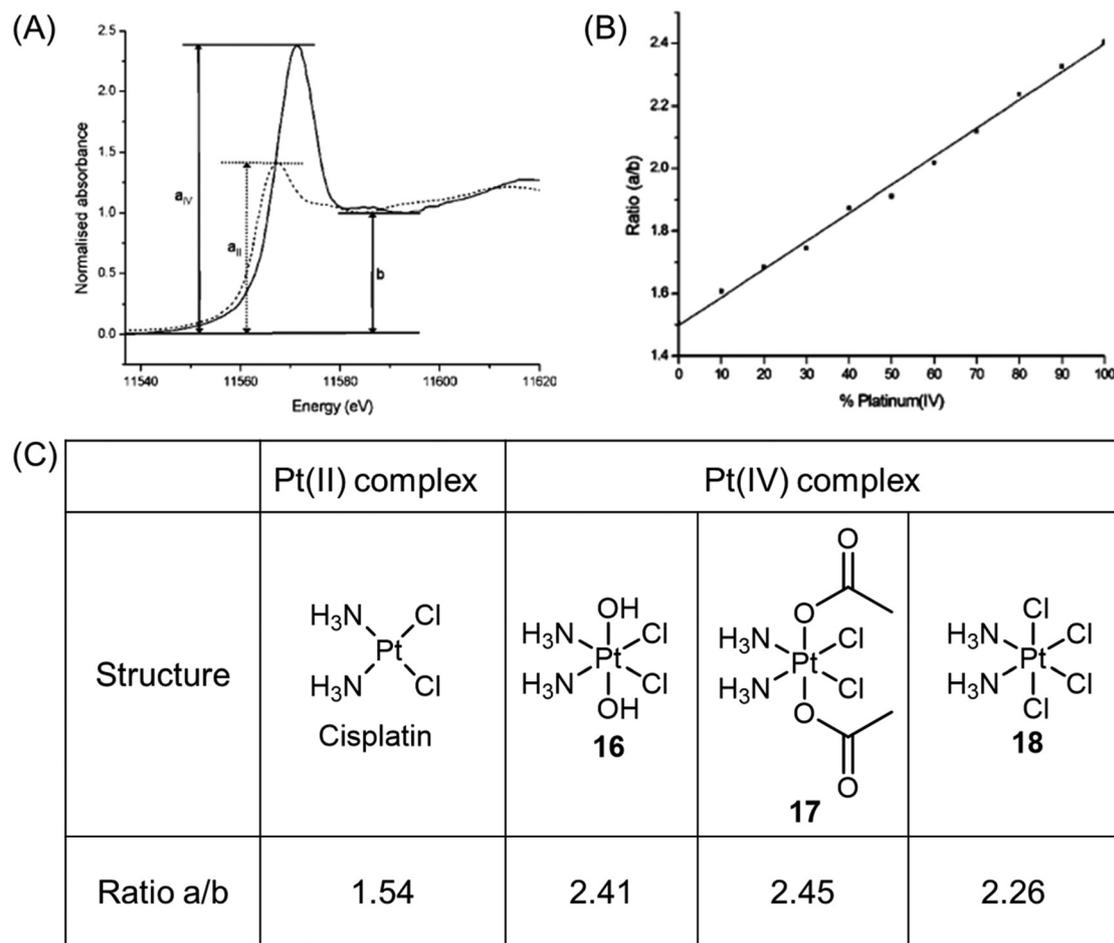 (A)
2.5
2.0
1.5
1.0
0.5
0.0
Normalised absorbance
aIV
aII
b
11540
11560
11580
11600
11620
Energy (eV)
(B)
2.4
2.2
2.0
1.8
1.6
1.4
Ratio (a/b)
0 10 20 30 40 50 60 70 80 90 100
% Platinum(IV)
(C)
Pt(II) complex
Pt(IV) complex
Structure
H3N
Cl
Pt
H3N
Cl
Cisplatin
OH
H3N
Cl
Pt
H3N
Cl
OH
16
O
O
H3N
Cl
Pt
H3N
Cl
O
O
17
Cl
H3N
Cl
Pt
H3N
Cl
Cl
18
Ratio a/b
1.54
2.41
2.45
2.26